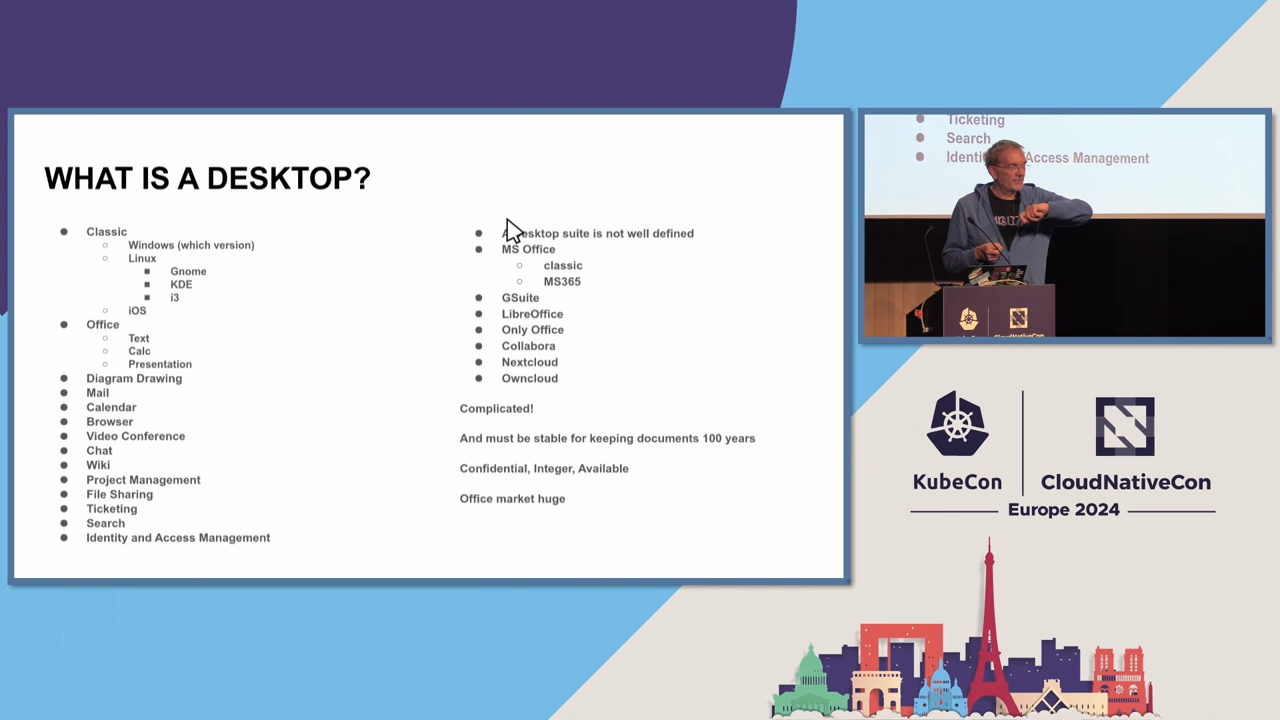 WHAT IS A DESKTOP?
Classic
Windows (which version)
Linux
Gnome
KDE
i3
iOS
Office
Text
Calc
Presentation
Diagram Drawing
Mail
Calendar
Browser
Video Conference
Chat
Wiki
Project Management
File Sharing
Ticketing
Search
Identity and Access Management
desktop suite is not well defined
MS Office
classic
MS365
GSuite
LibreOffice
Only Office
Collabora
Nextcloud
Owncloud
Complicated!
And must be stable for keeping documents 100 years
Confidential, Integer, Available
Office market huge
Ticketing
Search
Access Management
KubeCon
CloudNativeCon
Europe 2024